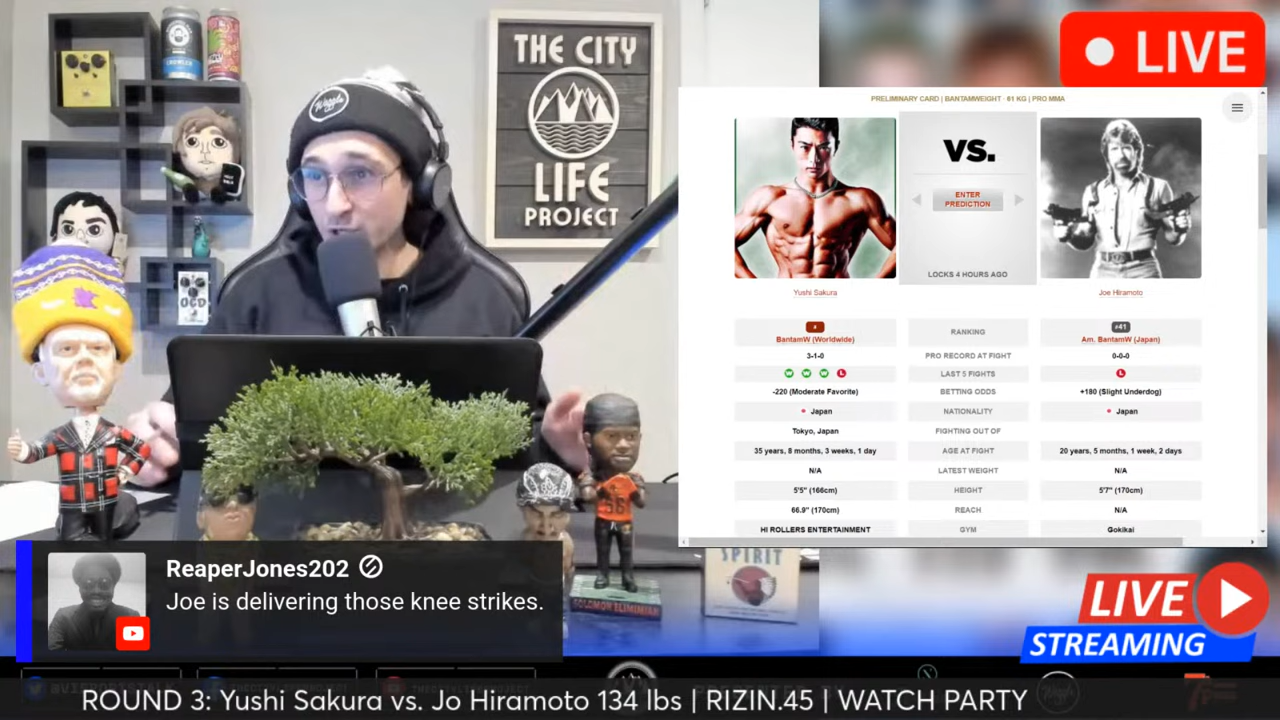 THE CITY
LIFE
PROJECT
Waggle
OCD
LIVE
PRELIMINARY CARD | BANTAMWEIGHT · 61 KG | PRO MMA
VS.
ENTER
PREDICTION
LOCKS 4 HOURS AGO
Yushi Sakura
Joe Hiramoto
#41
BantamW (Worldwide)
RANKING
Am. BantamW (Japan)
3-1-0
PRO RECORD AT FIGHT
0-0-0
W W W L
LAST 5 FIGHTS
L
-220 (Moderate Favorite)
BETTING ODDS
+180 (Slight Underdog)
Japan
NATIONALITY
Japan
Tokyo, Japan
FIGHTING OUT OF
35 years, 8 months, 3 weeks, 1 day
AGE AT FIGHT
20 years, 5 months, 1 week, 2 days
N/A
LATEST WEIGHT
N/A
5'5" (166cm)
HEIGHT
5'7" (170cm)
66.9" (170cm)
REACH
N/A
HI ROLLERS ENTERTAINMENT
GYM
Gokikai
SPIRIT
56
SOLOMON ELIMIMIAN
ReaperJones202
Joe is delivering those knee strikes.
LIVE
STREAMING
ROUND 3: Yushi Sakura vs. Jo Hiramoto 134 lbs | RIZIN.45 | WATCH PARTY